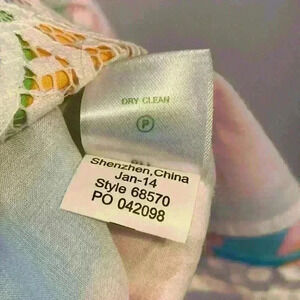 DRY CLEAN
P
Shenzhen, China
Jan-14
Style 68570
PO 042098